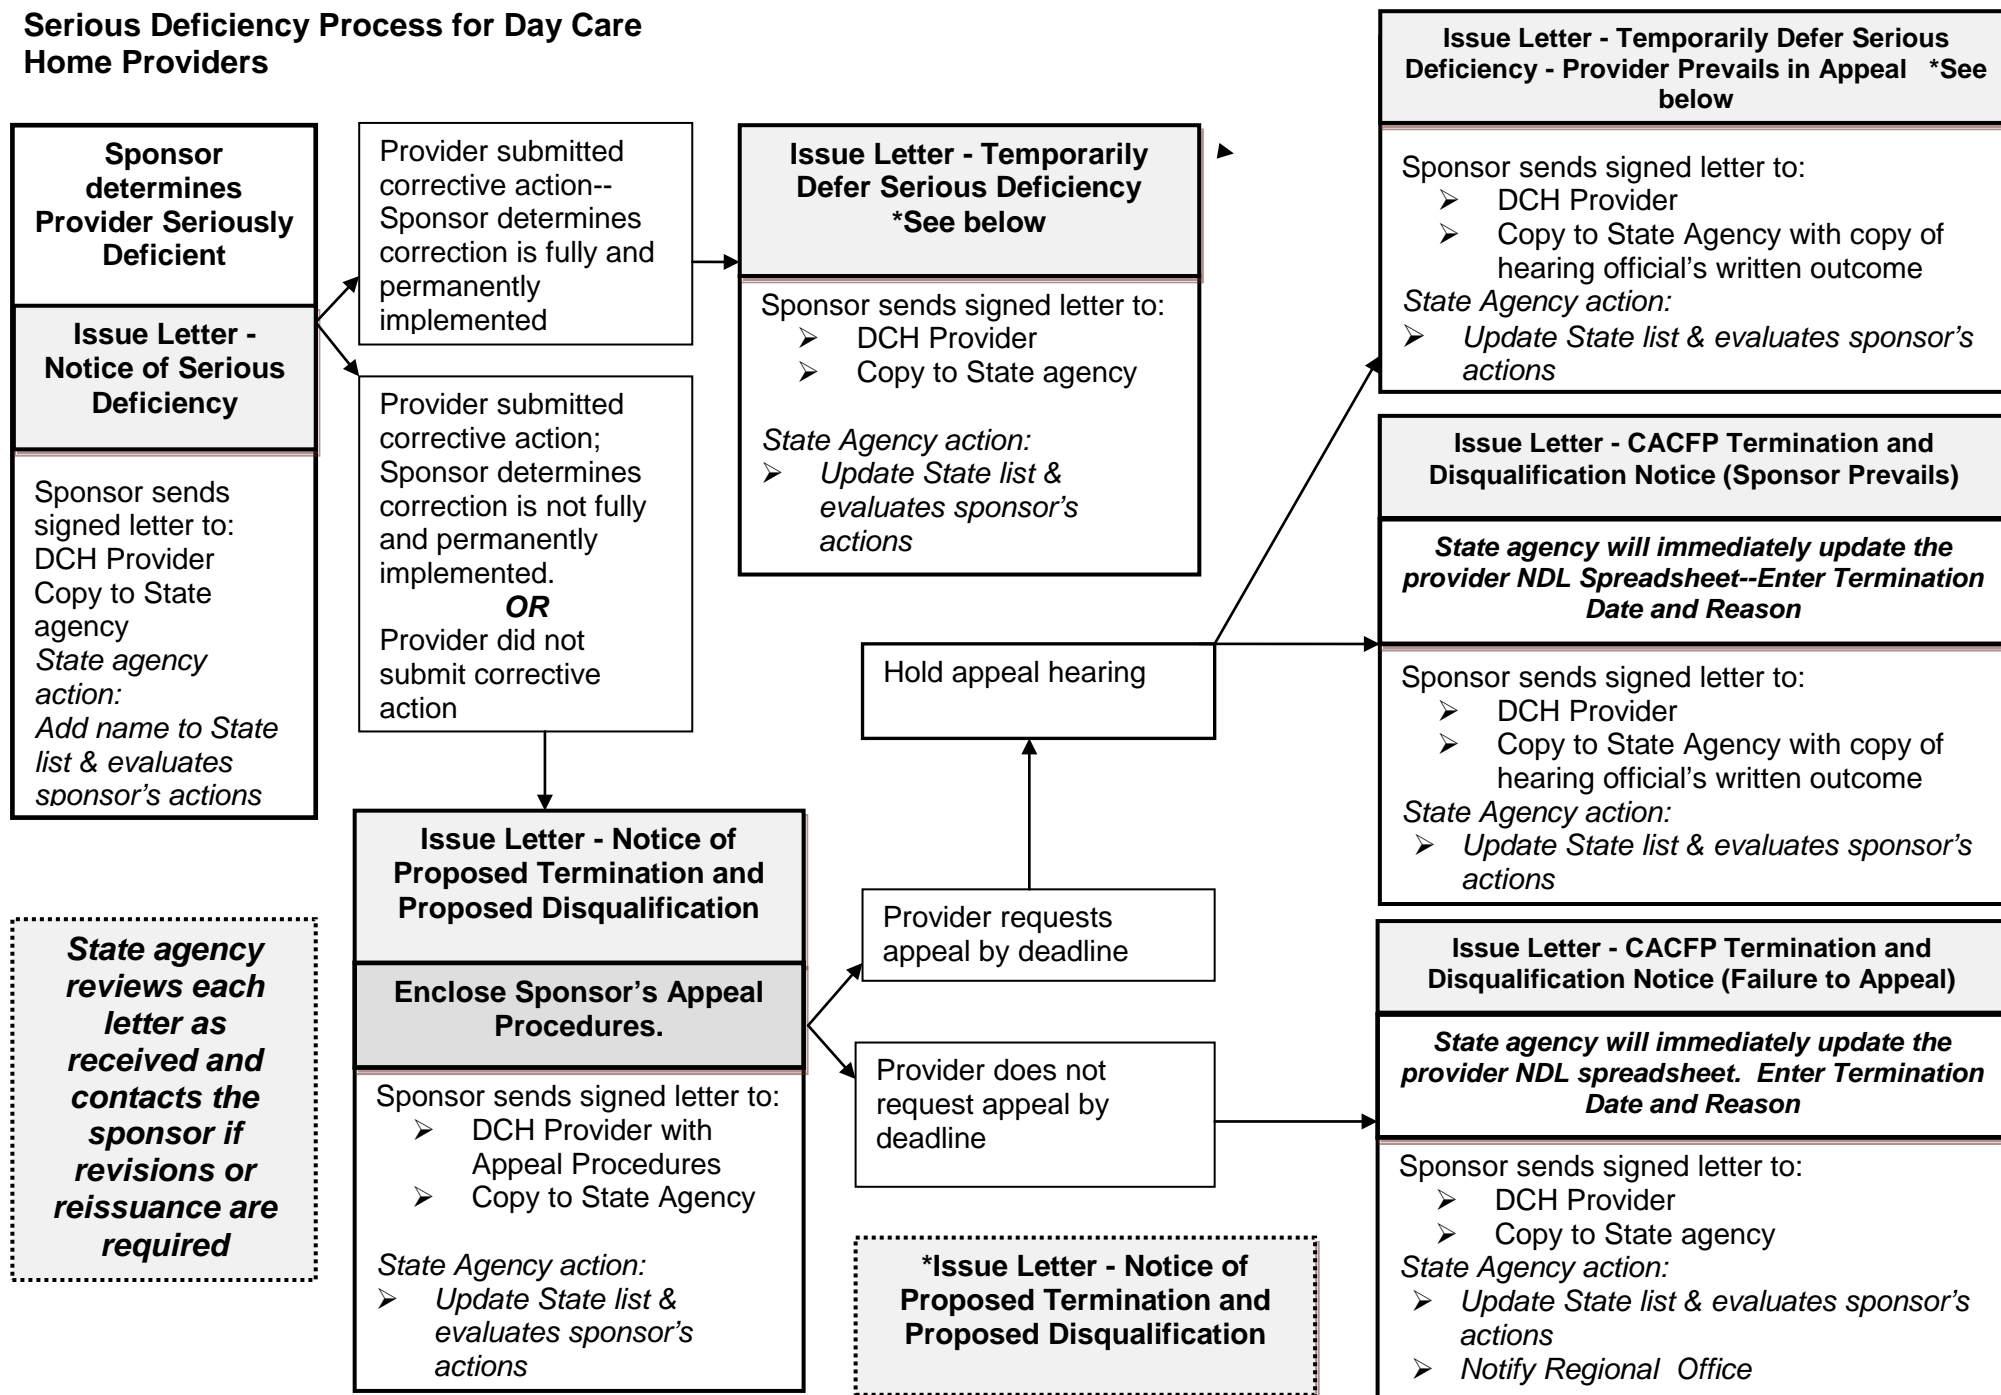 Serious Deficiency Process for Day Care
Home Providers
Sponsor
determines
Provider Seriously
Deficient
Issue Letter -
Notice of Serious
Deficiency
Sponsor sends
signed letter to:
DCH Provider
Copy to State
agency
State agency
action:
Add name to State
list & evaluates
sponsor’s actions
State agency
reviews each
letter as
received and
contacts the
sponsor if
revisions or
reissuance are
required
Provider submitted
corrective action--
Sponsor determines
correction is fully and
permanently
implemented
Provider submitted
corrective action;
Sponsor determines
correction is not fully
and permanently
implemented.
OR
Provider did not
submit corrective
action
Issue Letter - Notice of
Proposed Termination and
Proposed Disqualification
Enclose Sponsor’s Appeal
Procedures.
Sponsor sends signed letter to:
➢ DCH Provider with
Appeal Procedures
➢ Copy to State Agency
State Agency action:
➢ Update State list &
evaluates sponsor’s
actions
Issue Letter - Temporarily
Defer Serious Deficiency
*See below
Sponsor sends signed letter to:
➢ DCH Provider
➢ Copy to State agency
State Agency action:
➢ Update State list &
evaluates sponsor’s
actions
Hold appeal hearing
Provider requests
appeal by deadline
Provider does not
request appeal by
deadline
*Issue Letter - Notice of
Proposed Termination and
Proposed Disqualification
Issue Letter - Temporarily Defer Serious
Deficiency - Provider Prevails in Appeal *See
below
Sponsor sends signed letter to:
➢ DCH Provider
➢ Copy to State Agency with copy of
hearing official’s written outcome
State Agency action:
➢ Update State list & evaluates sponsor’s
actions
Issue Letter - CACFP Termination and
Disqualification Notice (Sponsor Prevails)
State agency will immediately update the
provider NDL Spreadsheet--Enter Termination
Date and Reason
Sponsor sends signed letter to:
➢ DCH Provider
➢ Copy to State Agency with copy of
hearing official’s written outcome
State Agency action:
➢ Update State list & evaluates sponsor’s
actions
Issue Letter - CACFP Termination and
Disqualification Notice (Failure to Appeal)
State agency will immediately update the
provider NDL spreadsheet. Enter Termination
Date and Reason
Sponsor sends signed letter to:
➢ DCH Provider
➢ Copy to State agency
State Agency action:
➢ Update State list & evaluates sponsor’s
actions
➢ Notify Regional Office